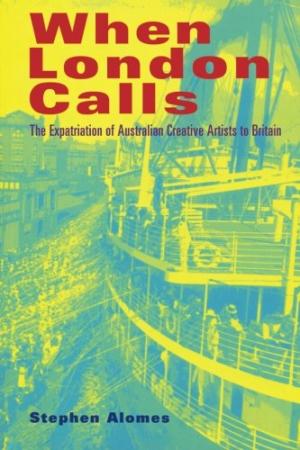 When
London
Calls
The Expatriation of Australian Creative Artists to Britain
Stephen Alomes